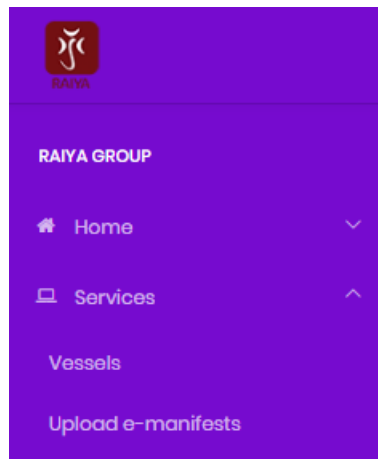 RAIYA
RAIYA GROUP
Home
Services
Vessels
Upload e-manifests